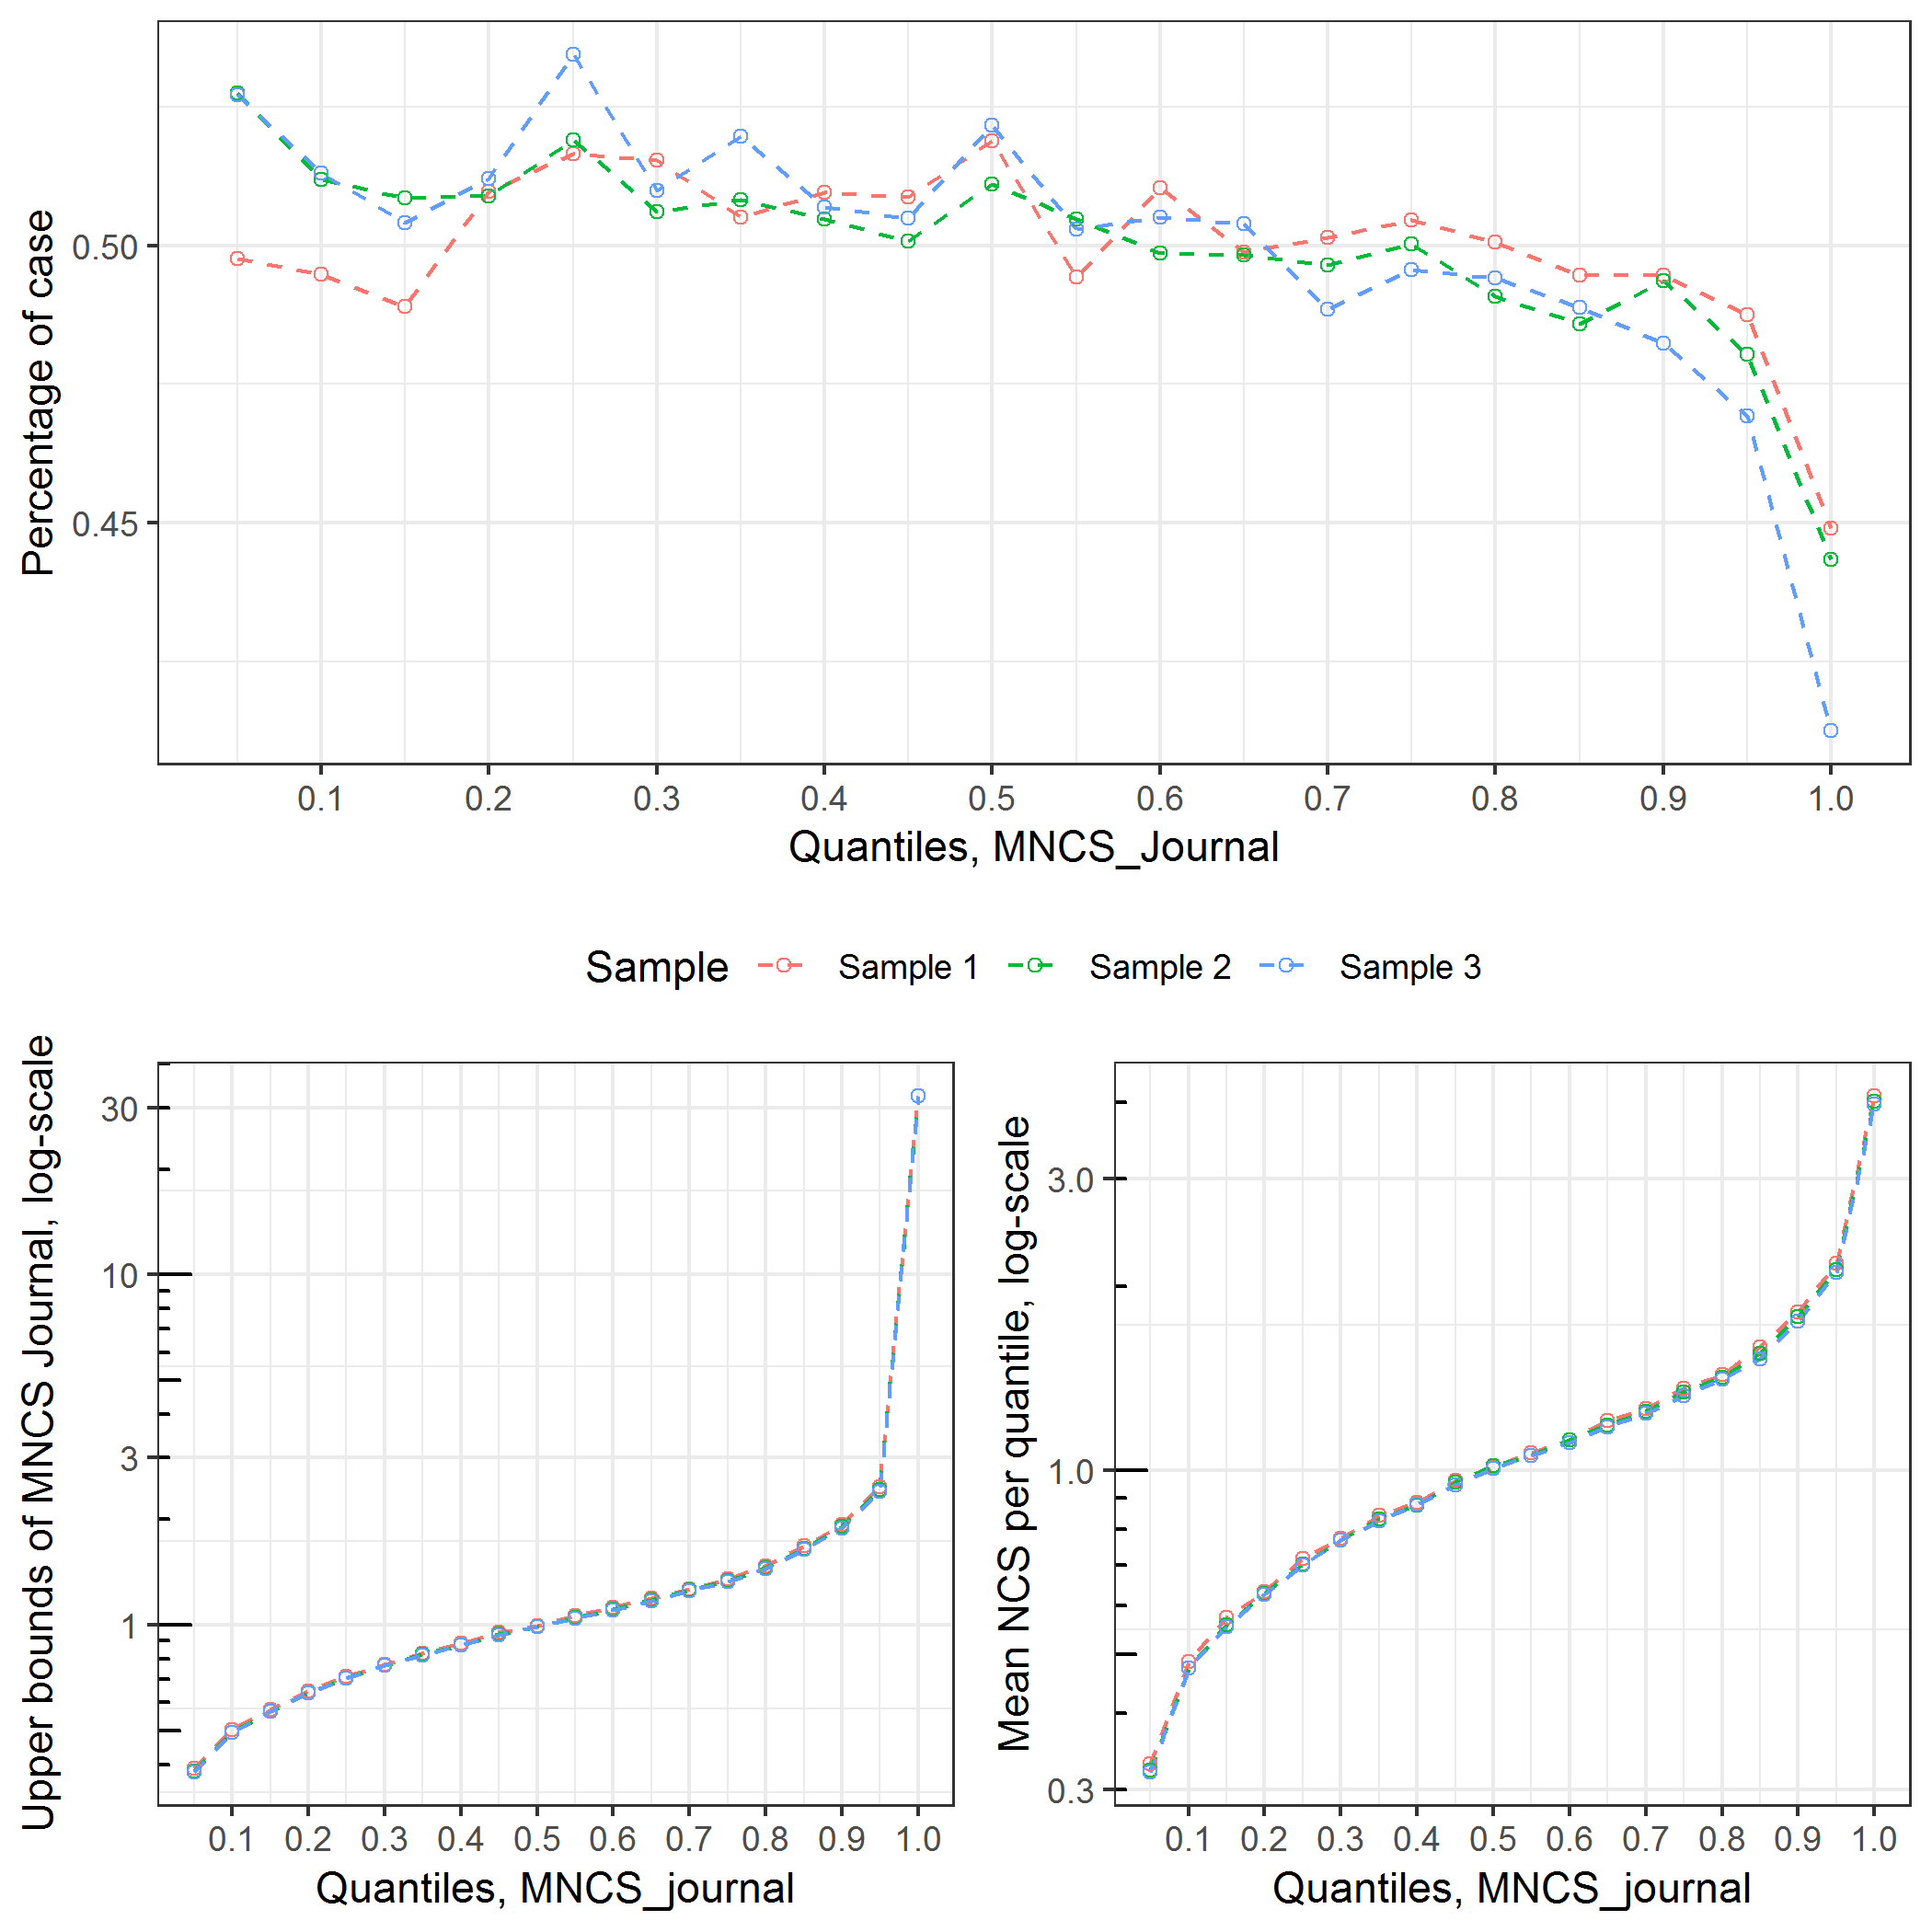 Percentage of case
0.50
0.45
0.1 0.2 0.3 0.4 0.5 0.6 0.7 0.8 0.9 1.0
Quantiles, MNCS_Journal
Sample Sample 1 Sample 2 Sample 3
Upper bounds of MNCS Journal, log-scale
30
10
3
1
0.1 0.2 0.3 0.4 0.5 0.6 0.7 0.8 0.9 1.0
Quantiles, MNCS_journal
Mean NCS per quantile, log-scale
3.0
1.0
0.3
0.1 0.2 0.3 0.4 0.5 0.6 0.7 0.8 0.9 1.0
Quantiles, MNCS_journal